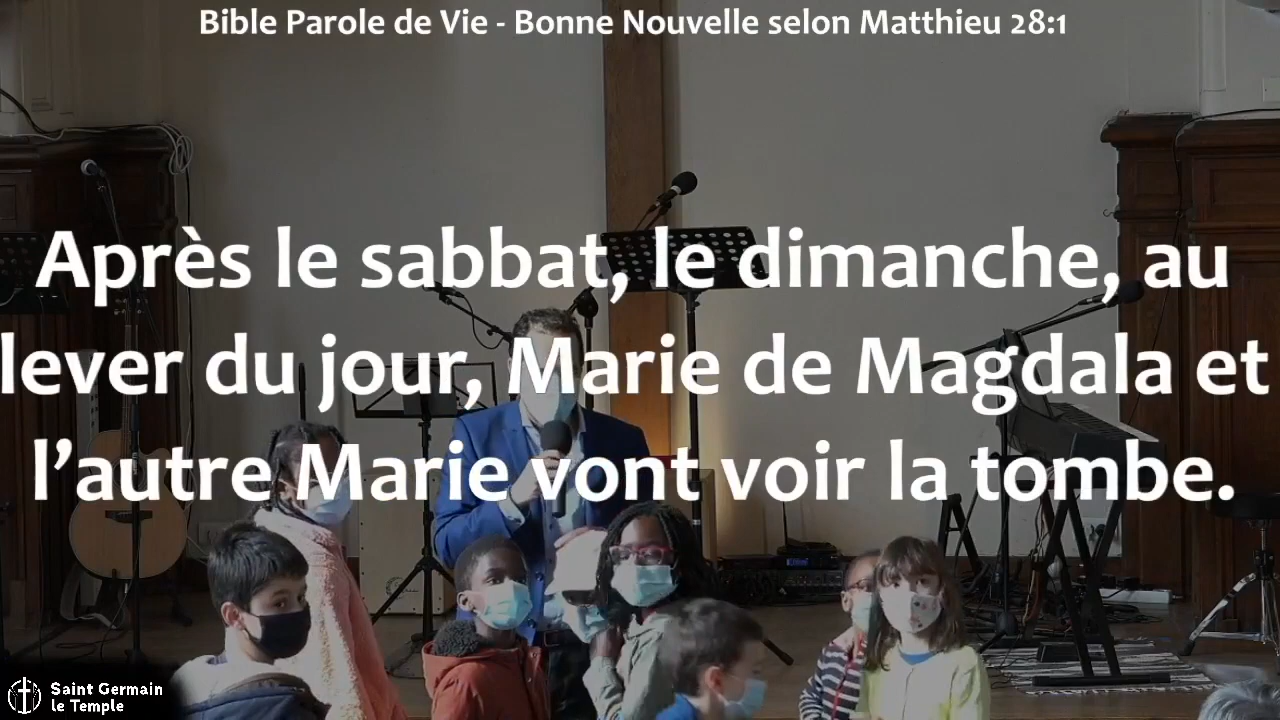 Bible Parole de Vie - Bonne Nouvelle selon Matthieu 28:1
Après le sabbat, le dimanche, au
lever du jour, Marie de Magdala et
l’autre Marie vont voir la tombe.
Saint Germain
le Temple